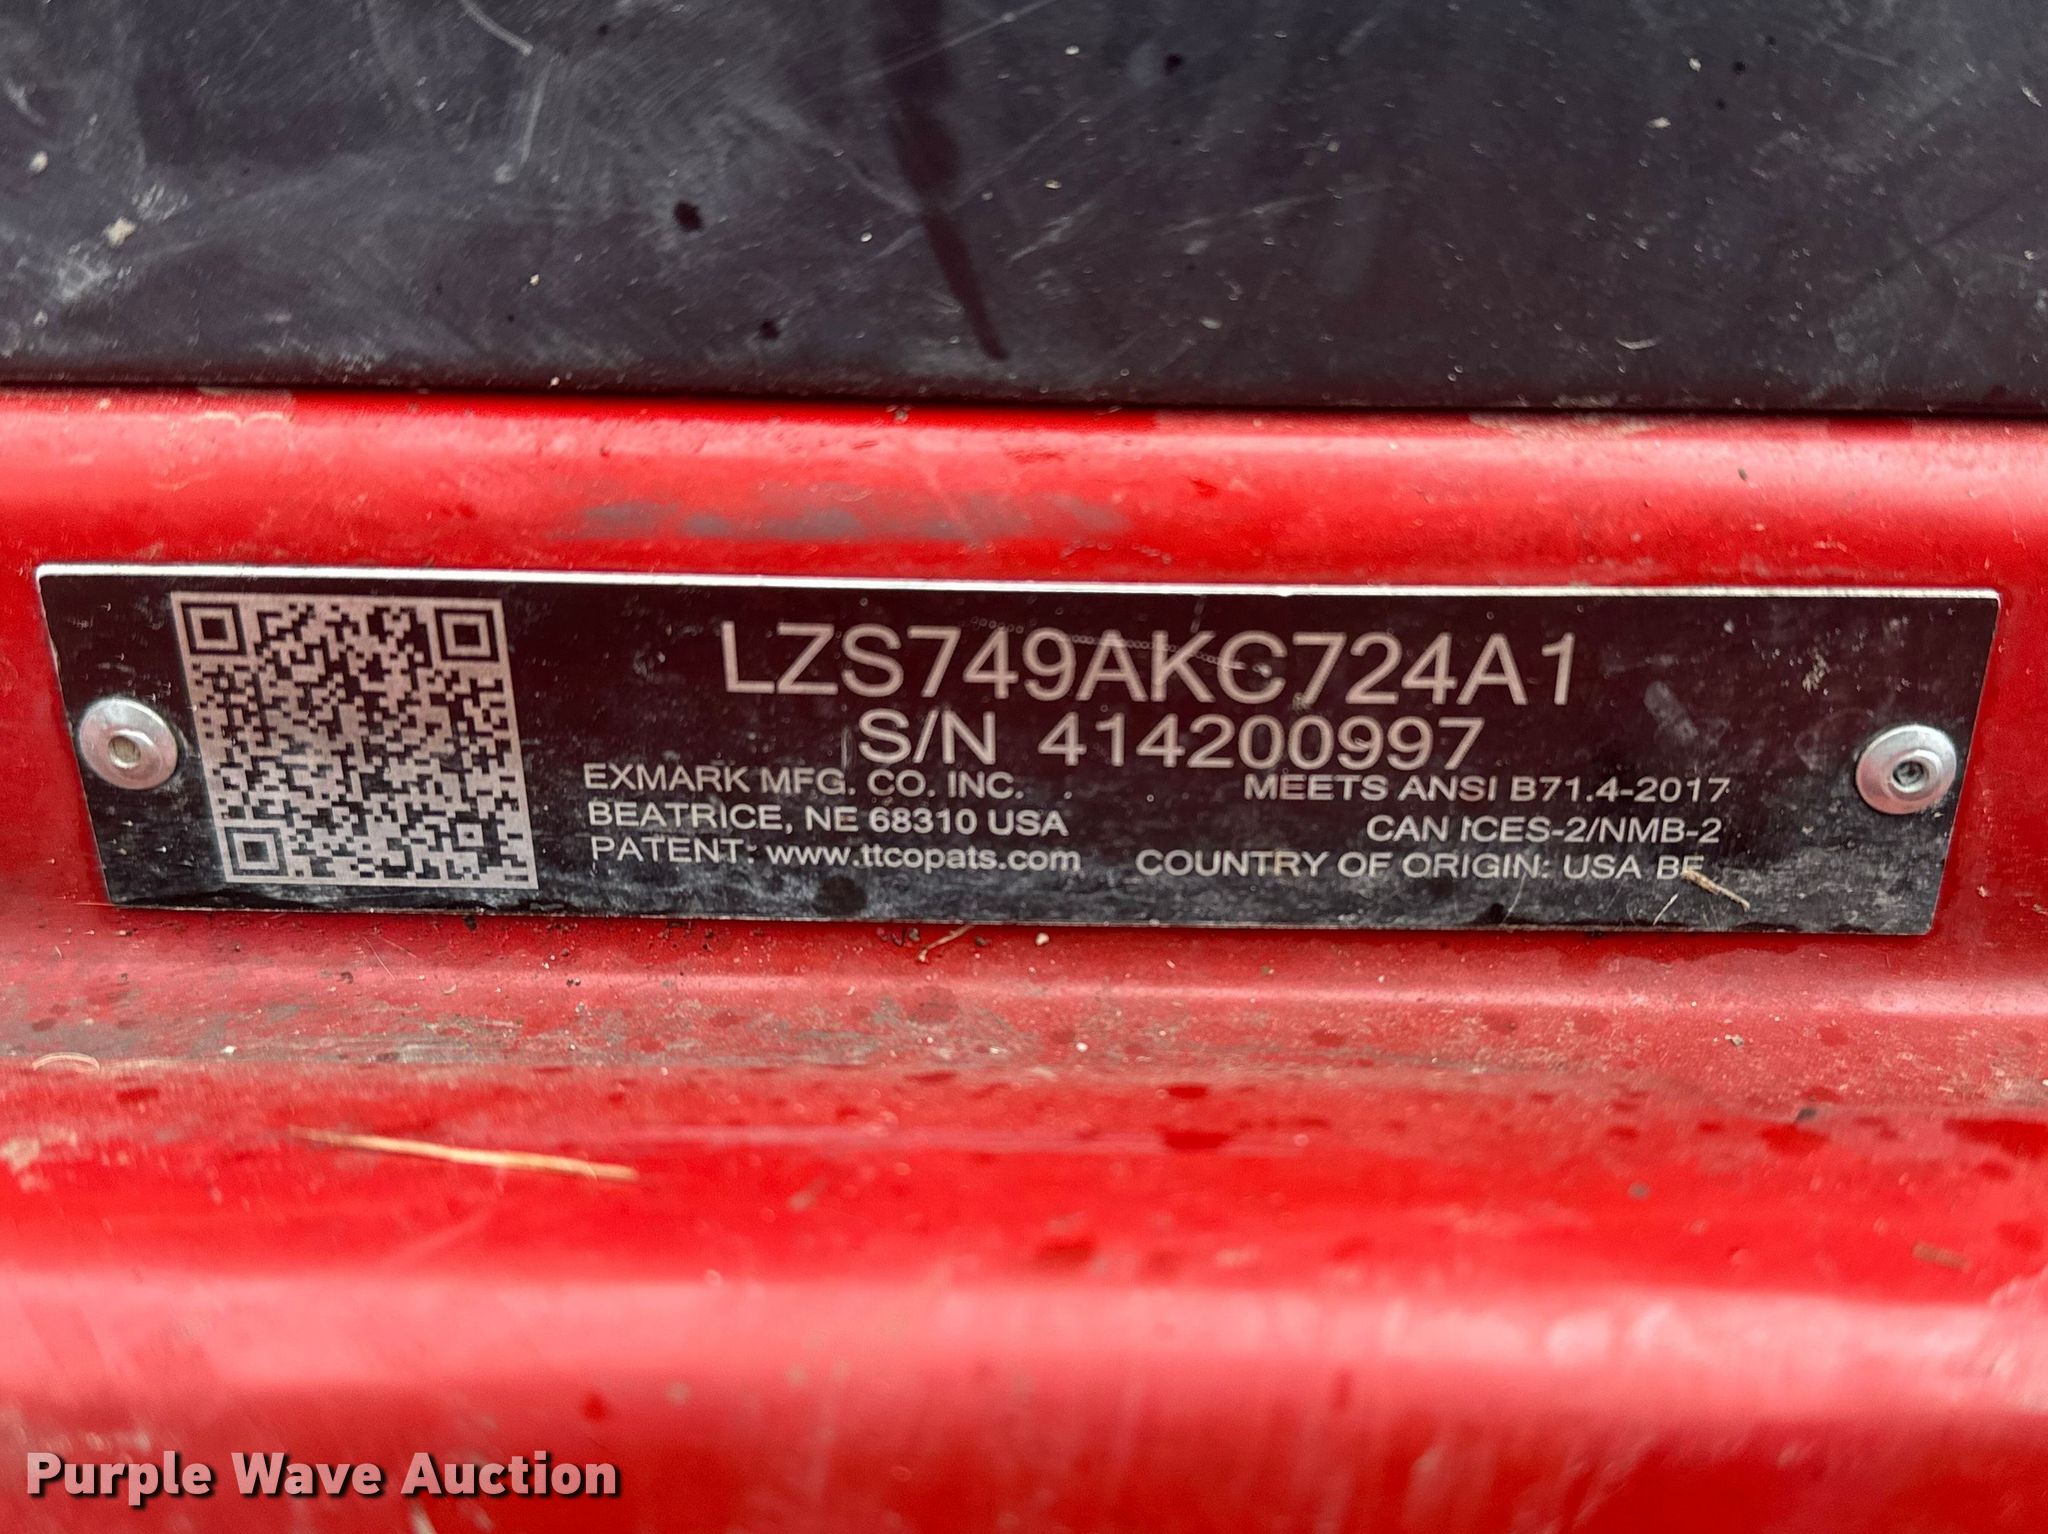 LZS749AKC724A1
S/N 414200997
EXMARK MFG. CO. INC.
BEATRICE, NE 68310 USA
PATENT: www.ttcopats.com
MEETS ANSI B71.4-2017
CAN ICES-2/NMB-2
COUNTRY OF ORIGIN: USA BE
Purple Wave Auction